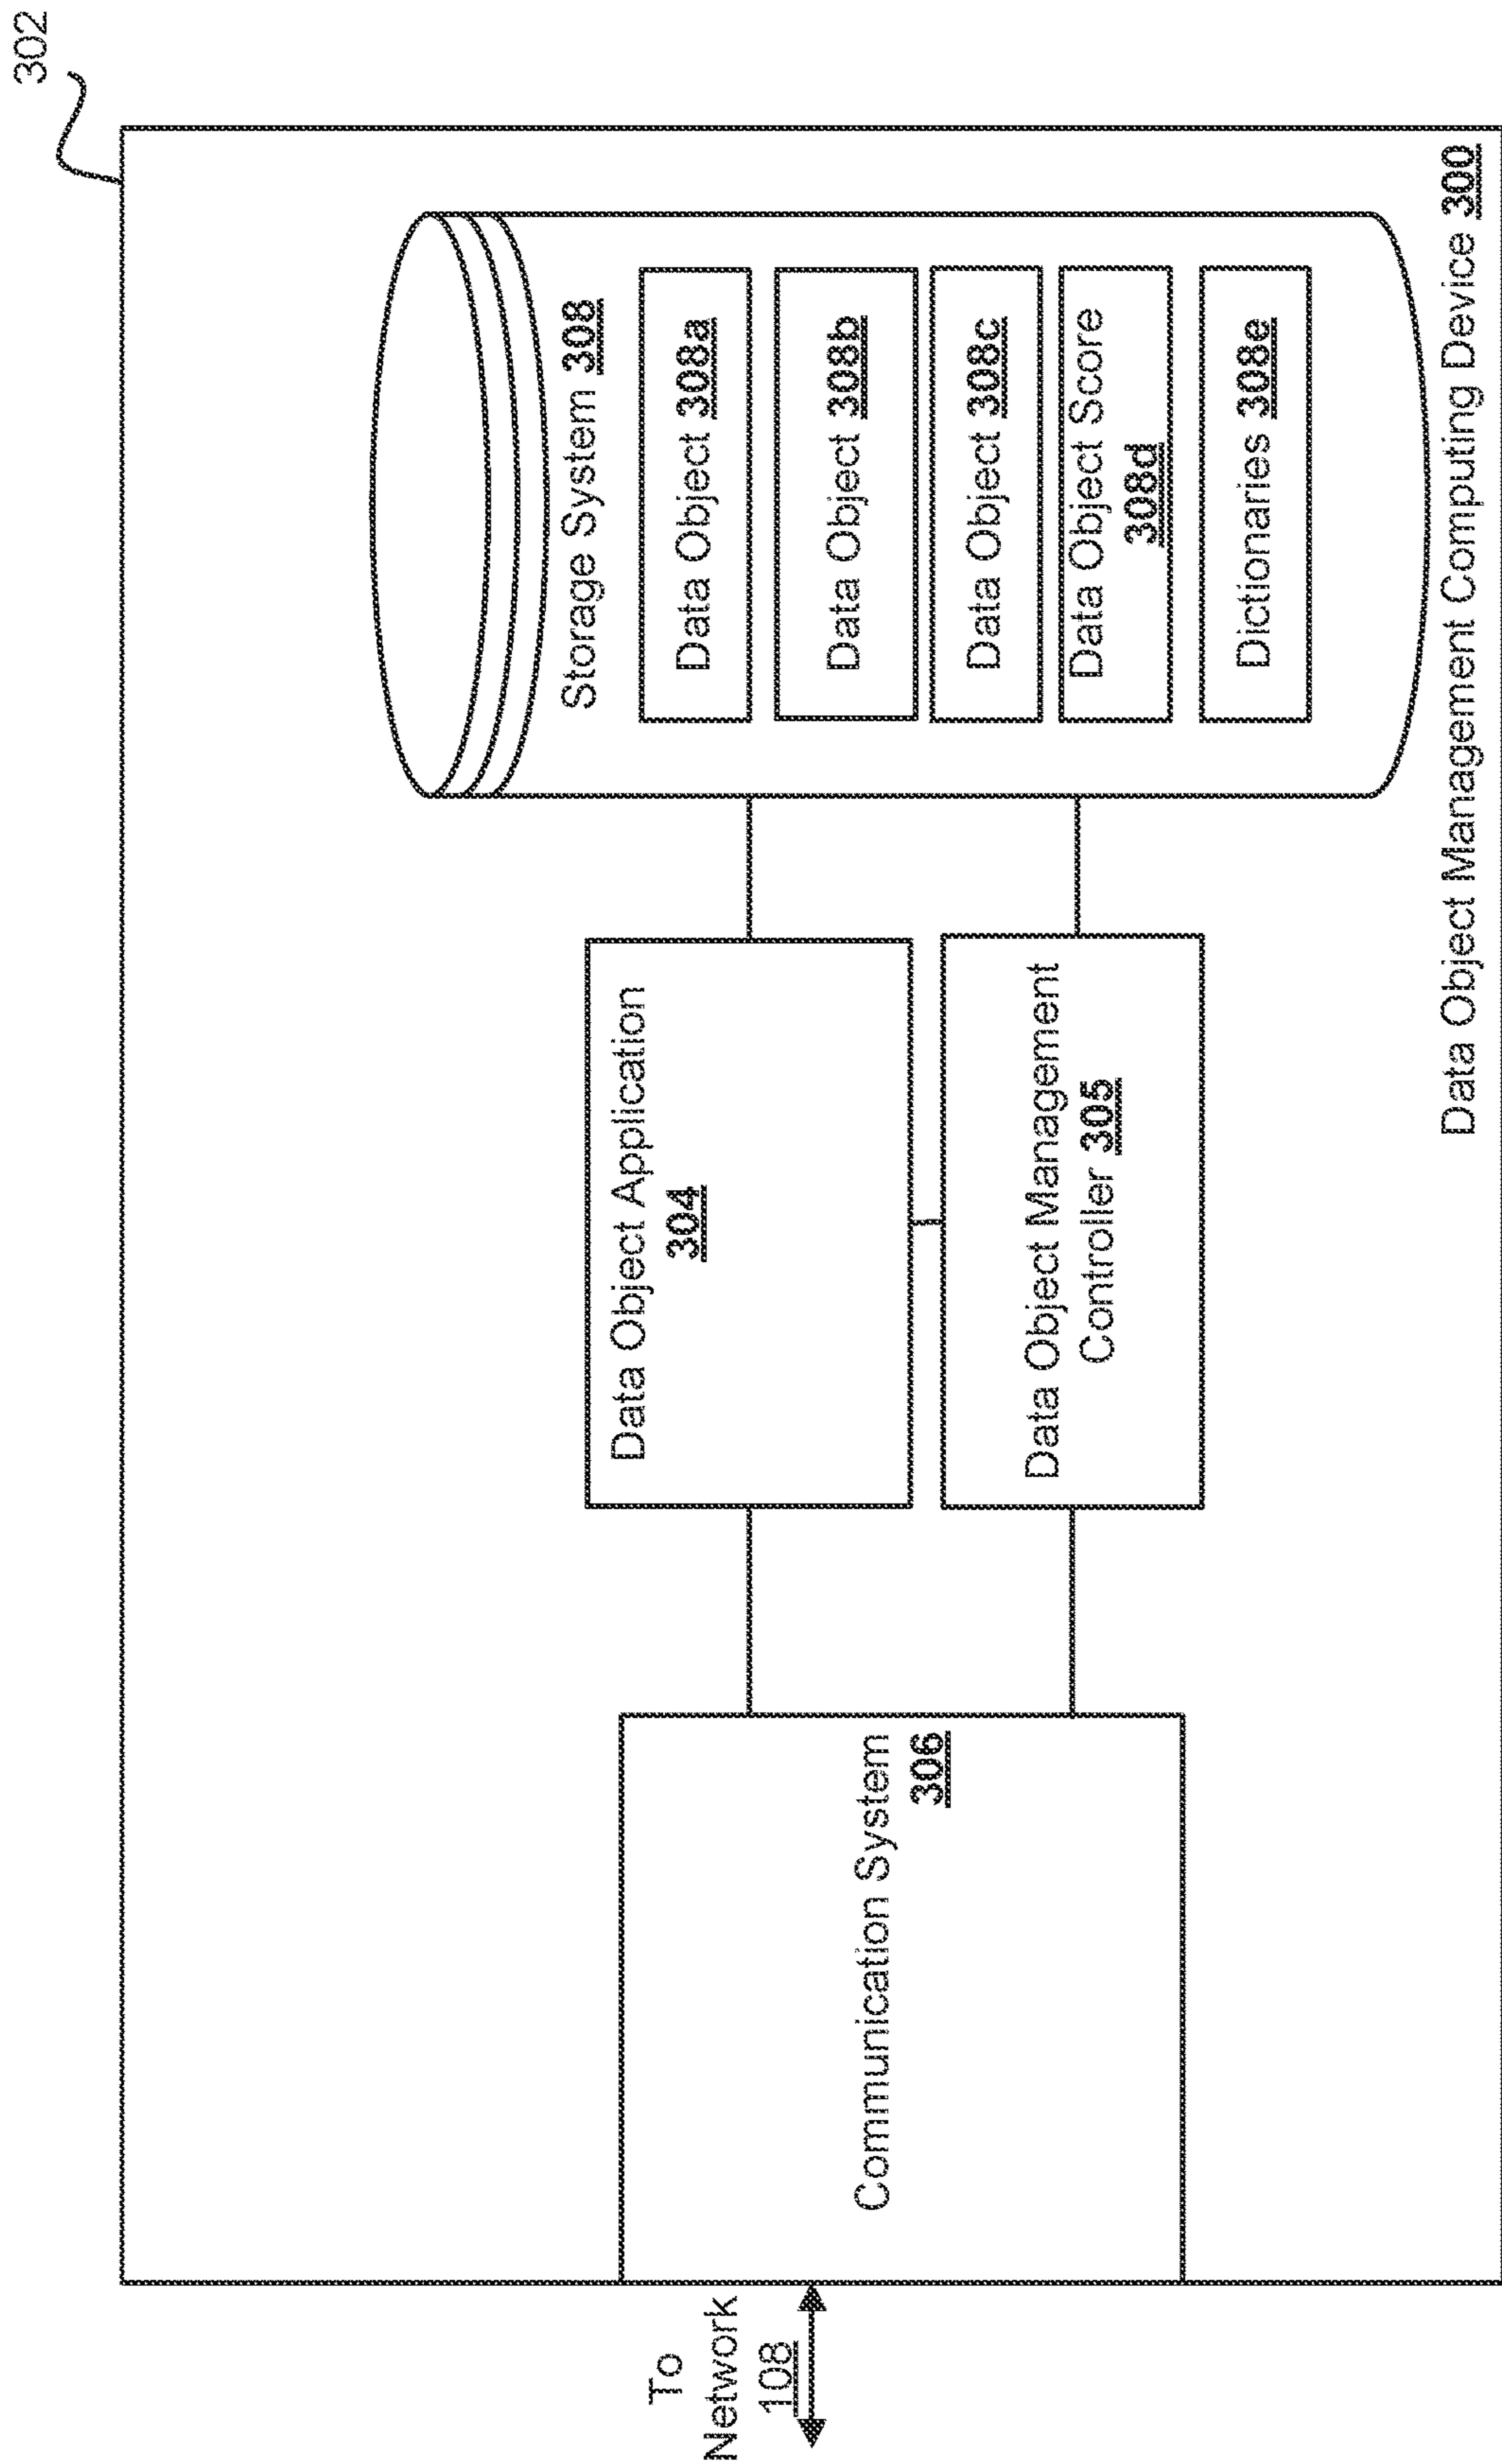 302
To
Network
108
Communication System
306
Data Object Application
304
Data Object Management
Controller 305
Storage System 308
Data Object 308a
Data Object 308b
Data Object 308c
Data Object Score
308d
Dictionaries 308e
Data Object Management Computing Device 300